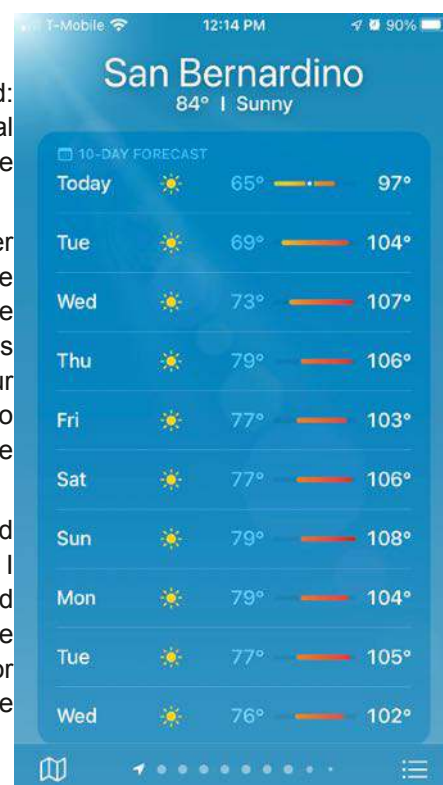 T-Mobile 12:14 PM 90%
San Bernardino
84° | Sunny
10-DAY FORECAST
Today 65° 97°
Tue 69° 104°
Wed 73° 107°
Thu 79° 106°
Fri 77° 103°
Sat 77° 106°
Sun 79° 108°
Mon 79° 104°
Tue 77° 105°
Wed 76° 102°